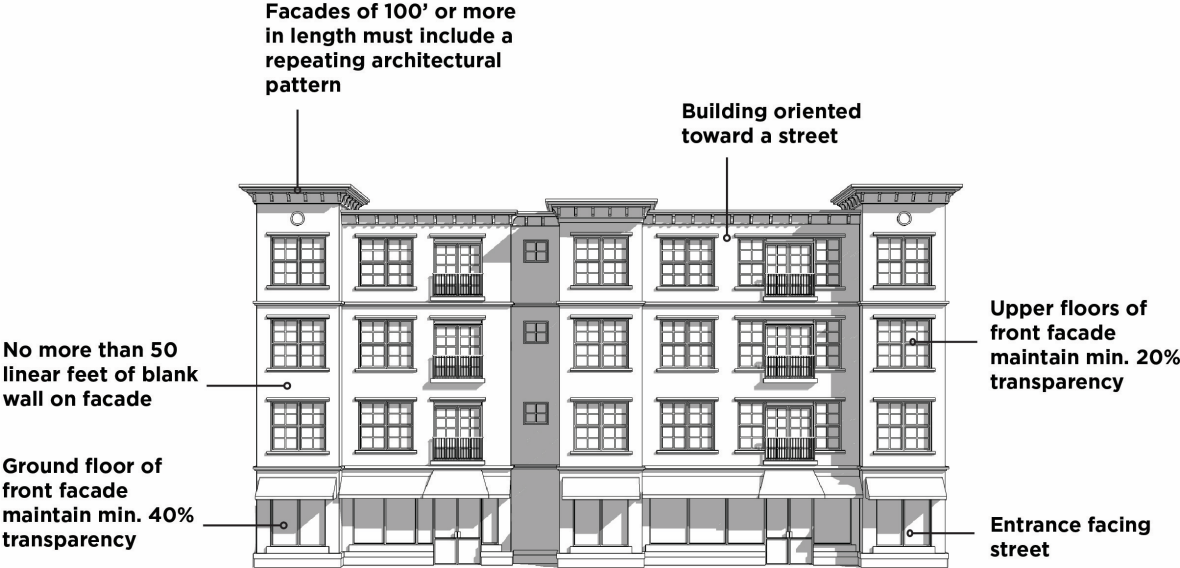 Facades of 100’ or more
in length must include a
repeating architectural
pattern
Building oriented
toward a street
No more than 50
linear feet of blank
wall on facade
Upper floors of
front facade
maintain min. 20%
transparency
Ground floor of
front facade
maintain min. 40%
transparency
Entrance facing
street